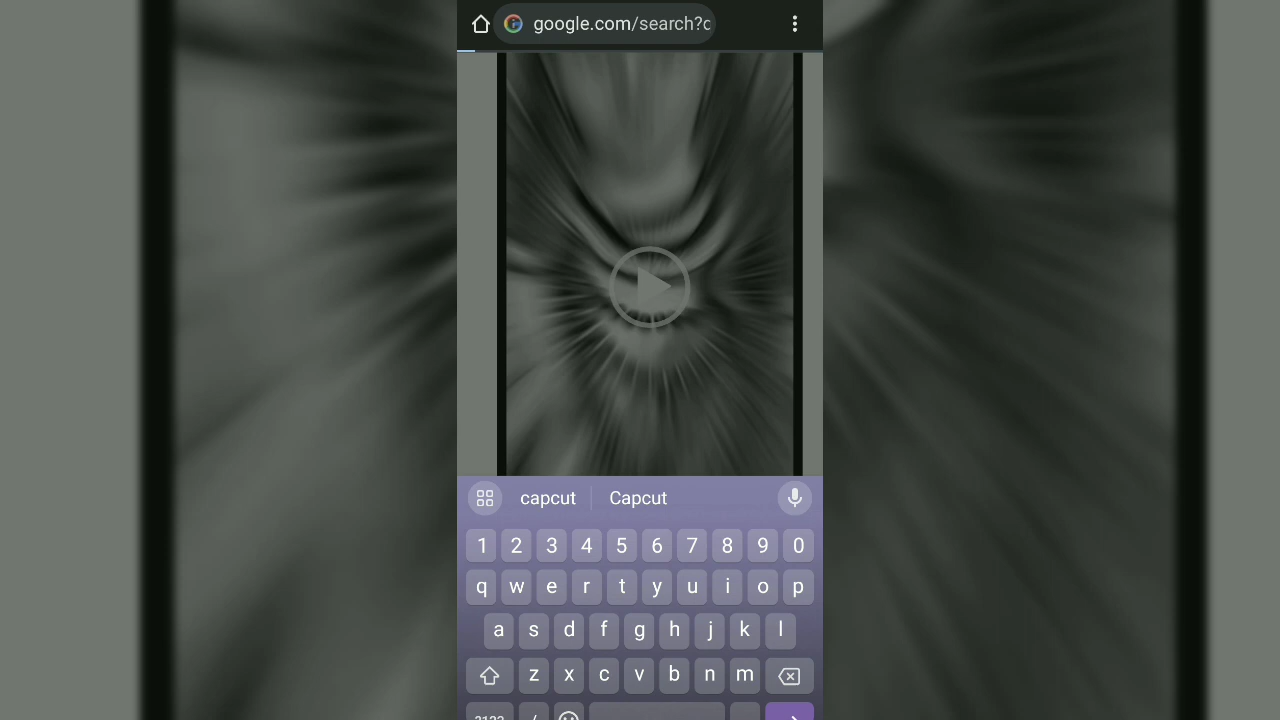 google.com/search?c
capcut Capcut
1 2 3 4 5 6 7 8 9 0
q w e r t y u i o p
a s d f g h j k l
z x c v b n m